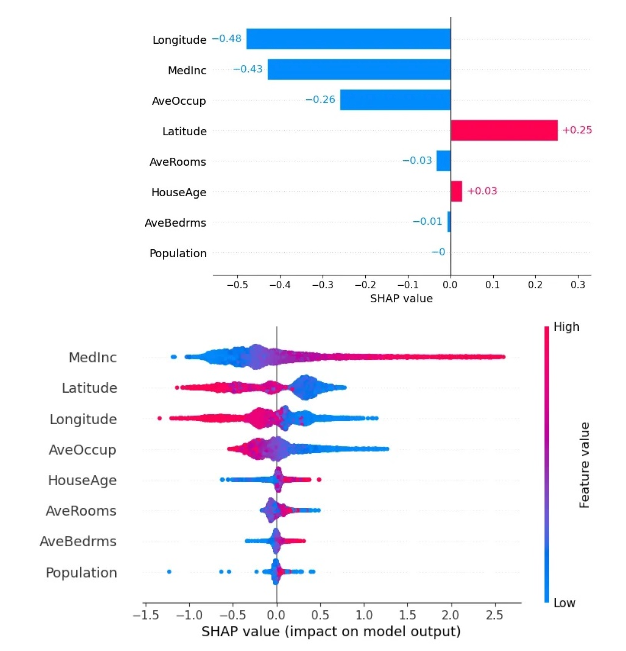 Longitude −0.48
MedInc −0.43
AveOccup −0.26
Latitude +0.25
AveRooms −0.03
HouseAge +0.03
AveBedrms −0.01
Population −0
−0.5 −0.4 −0.3 −0.2 −0.1 0.0 0.1 0.2 0.3
SHAP value
High
MedInc
Latitude
Longitude
AveOccup
HouseAge
AveRooms
AveBedrms
Population
Feature value
Low
−1.5 −1.0 −0.5 0.0 0.5 1.0 1.5 2.0 2.5
SHAP value (impact on model output)